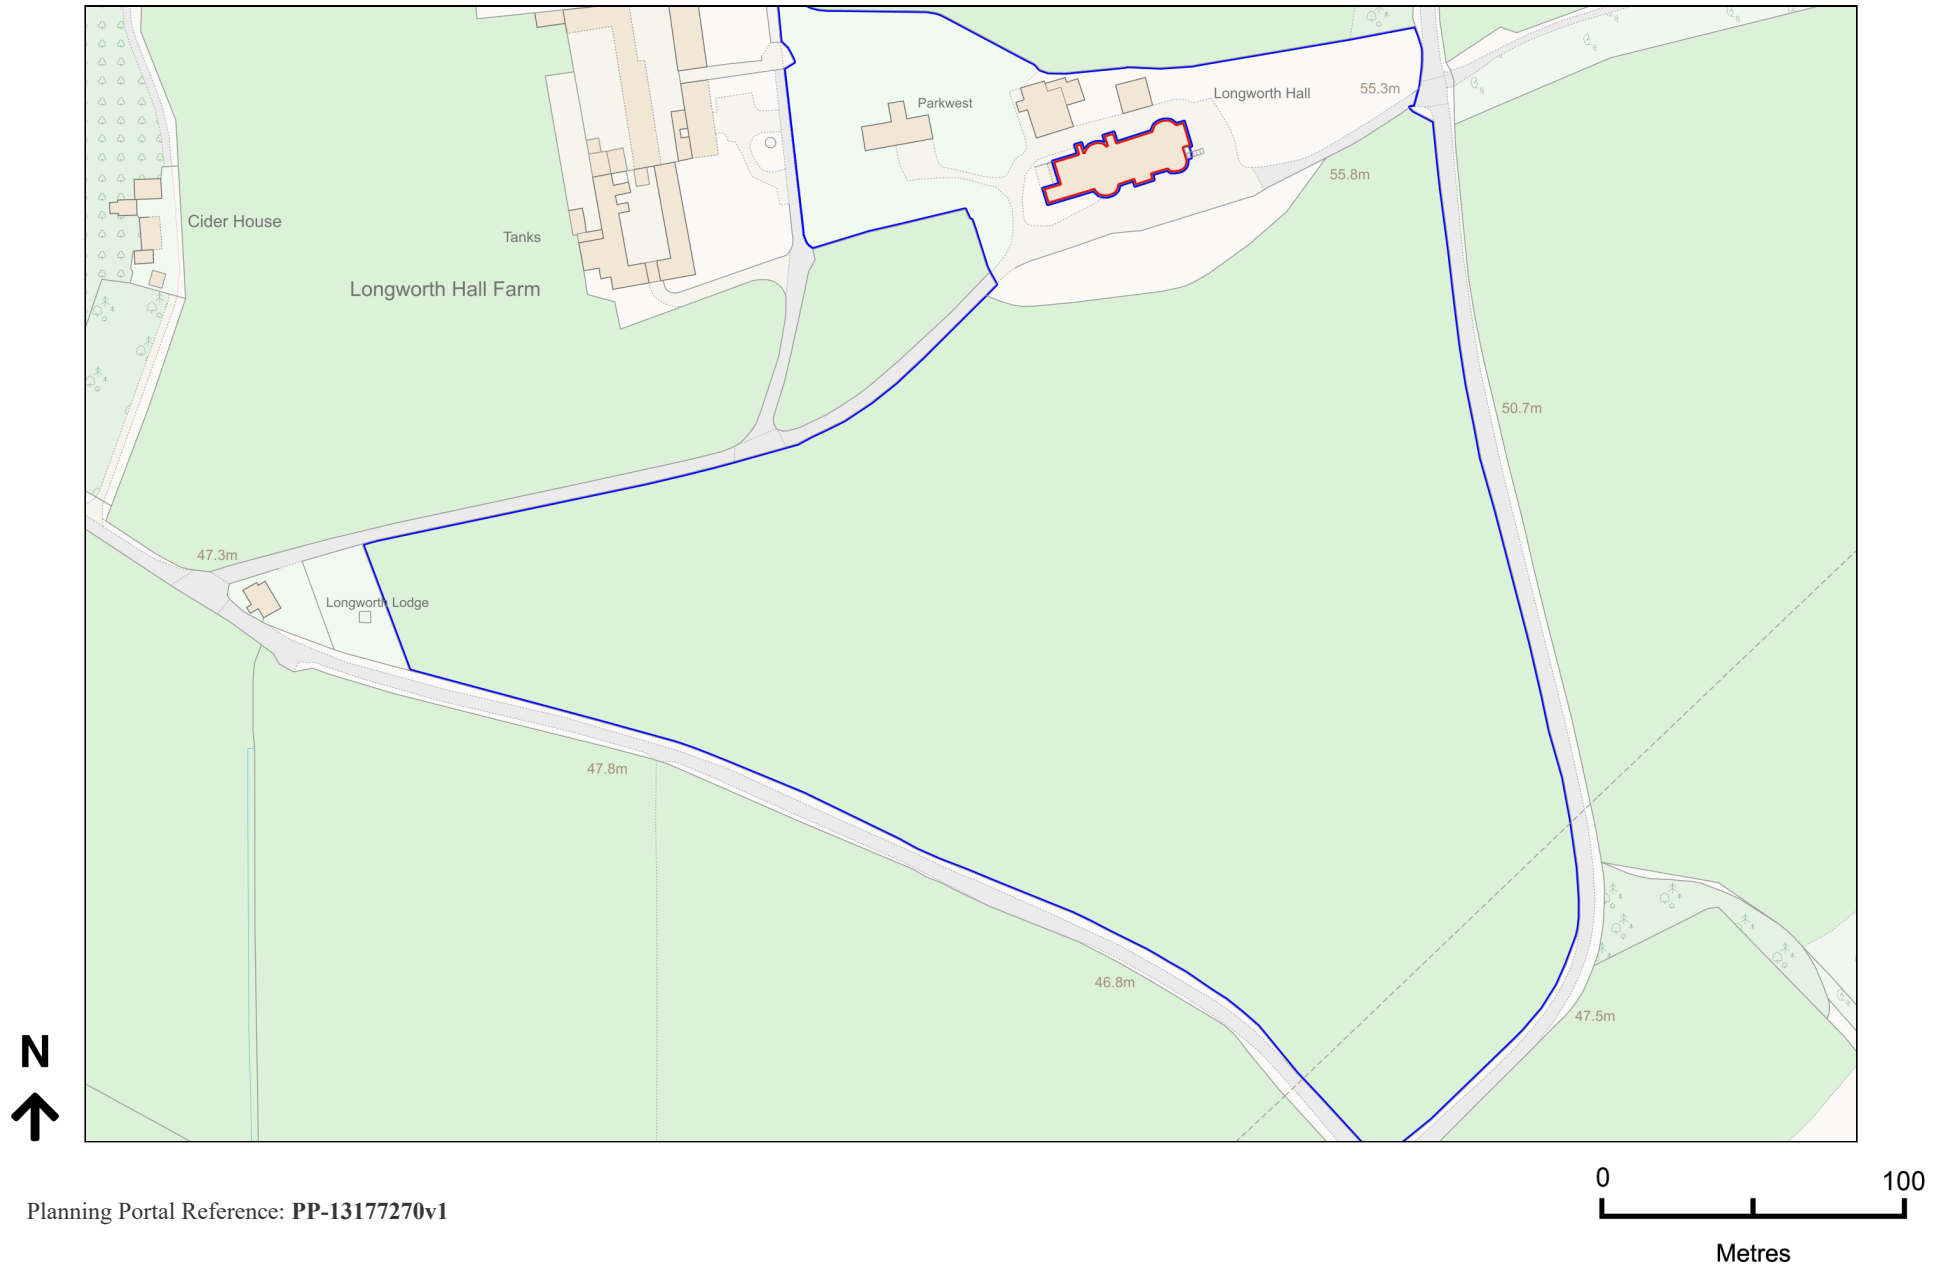 55.3m
Longworth Hall
Parkwest
55.8m
Cider House
Tanks
Longworth Hall Farm
50.7m
47.3m
Longworth Lodge
47.8m
46.8m
47.5m
N
0 100
Metres
Planning Portal Reference: PP-13177270v1